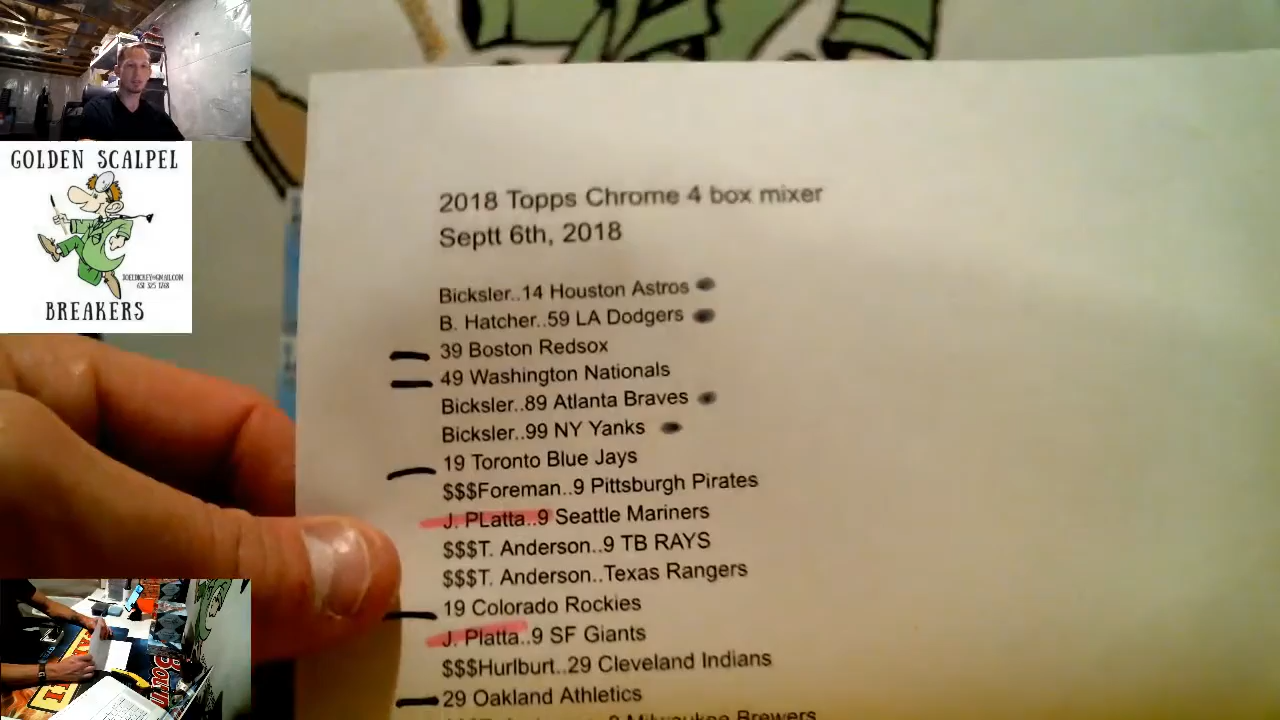 GOLDEN SCALPEL
BREAKERS
2018 Topps Chrome 4 box mixer
Septt 6th, 2018
Bicksler..14 Houston Astros
B. Hatcher..59 LA Dodgers
39 Boston Redsox
49 Washington Nationals
Bicksler..89 Atlanta Braves
Bicksler..99 NY Yanks
19 Toronto Blue Jays
$$$Foreman..9 Pittsburgh Pirates
J. PLatta..9 Seattle Mariners
$$$T. Anderson..9 TB RAYS
$$$T. Anderson..Texas Rangers
19 Colorado Rockies
J. Platta..9 SF Giants
$$$Hurlburt..29 Cleveland Indians
29 Oakland Athletics
Milwaukee Brewers